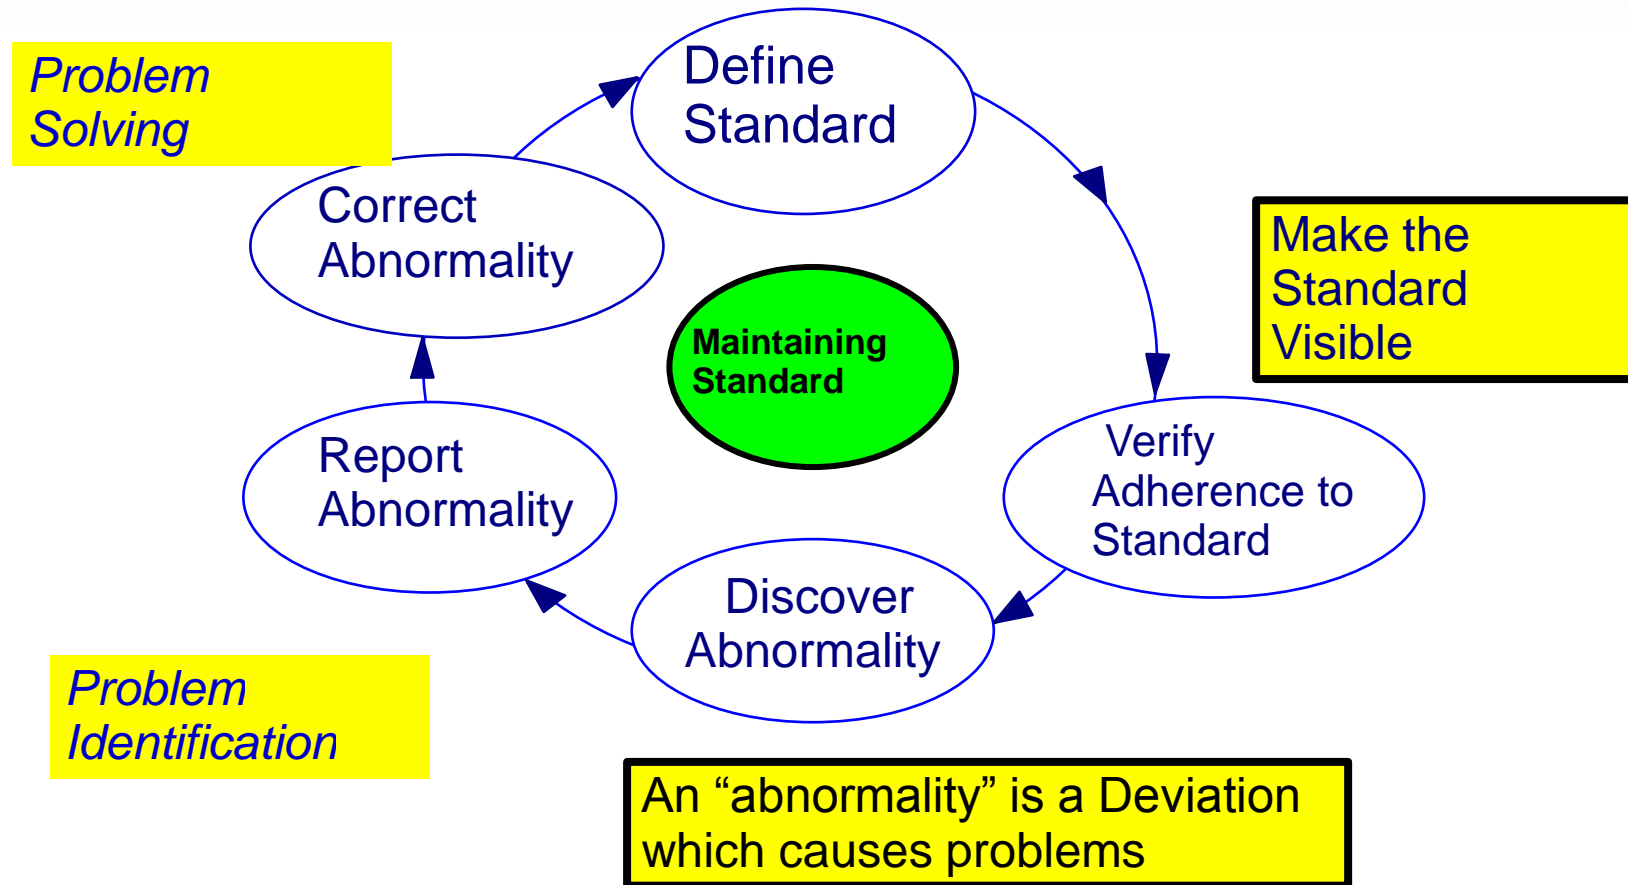 Problem
Solving
Define
Standard
Correct
Abnormality
Make the
Standard
Visible
Maintaining
Standard
Report
Abnormality
Verify
Adherence to
Standard
Discover
Abnormality
Problem
Identification
An “abnormality” is a Deviation
which causes problems